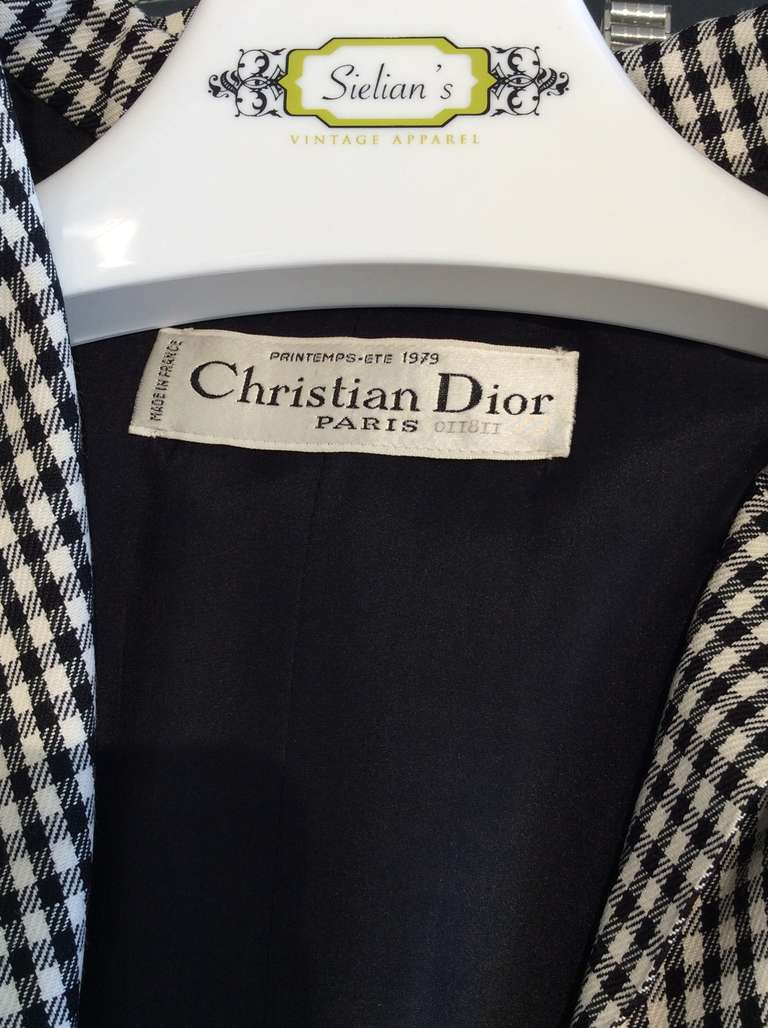 Sielian's
VINTAGE APPAREL
MADE IN FRANCE
PRINTEMPS-ETE 1979
Christian Dior
PARIS 011811